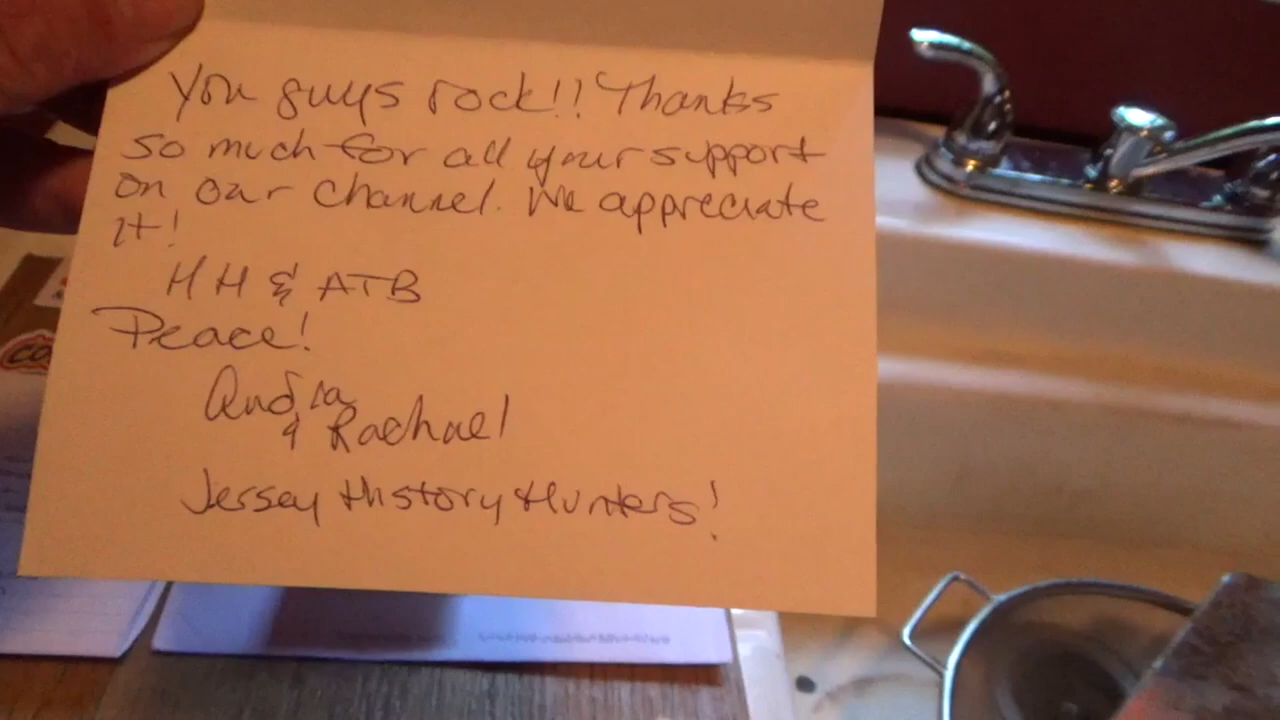 You guys rock!! Thanks
so much for all your support
on our channel. We appreciate
it!
HH & ATB
Peace!
& Rachael
Jersey History Hunters!